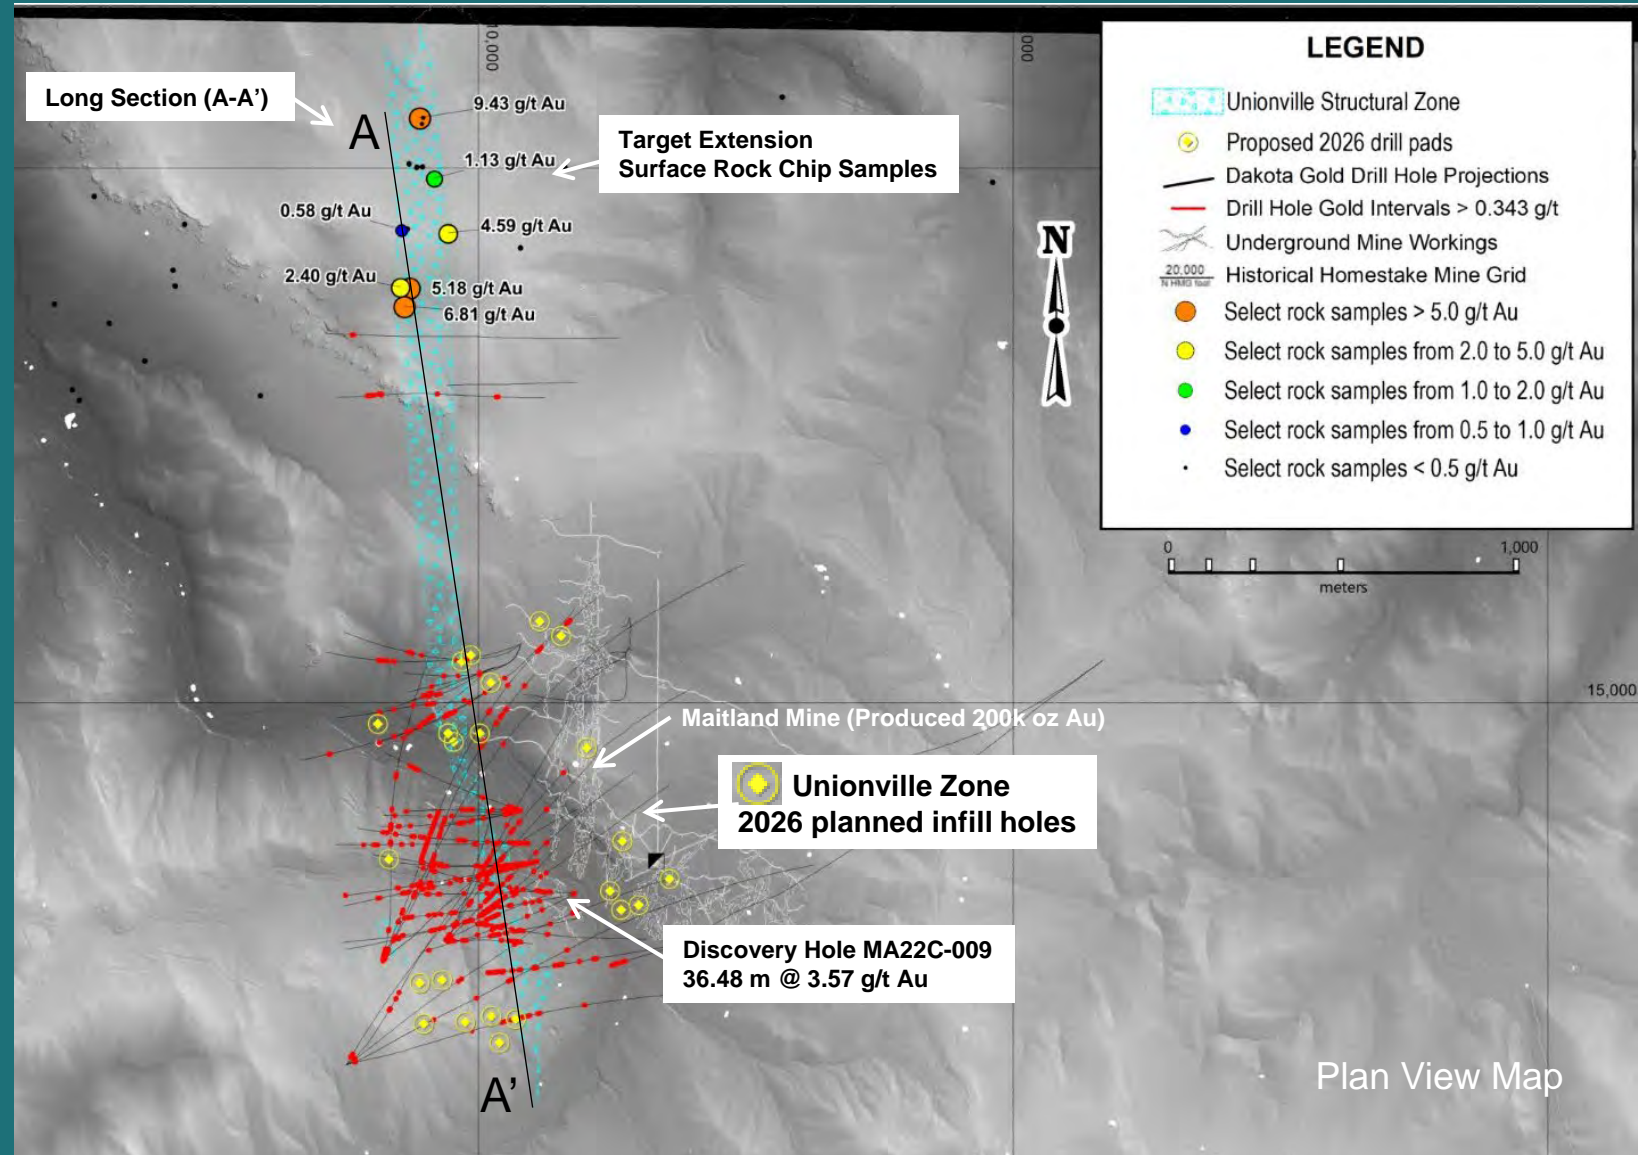 Long Section (A-A’)
A
9.43 g/t Au
1.13 g/t Au
Target Extension
Surface Rock Chip Samples
0.58 g/t Au
4.59 g/t Au
2.40 g/t Au
5.18 g/t Au
6.81 g/t Au
N
LEGEND
Unionville Structural Zone
Proposed 2026 drill pads
Dakota Gold Drill Hole Projections
Drill Hole Gold Intervals > 0.343 g/t
Underground Mine Workings
20,000
N HMG foot
Historical Homestake Mine Grid
Select rock samples > 5.0 g/t Au
Select rock samples from 2.0 to 5.0 g/t Au
Select rock samples from 1.0 to 2.0 g/t Au
Select rock samples from 0.5 to 1.0 g/t Au
Select rock samples < 0.5 g/t Au
0 1,000
meters
15,000
Maitland Mine (Produced 200k oz Au)
Unionville Zone
2026 planned infill holes
Discovery Hole MA22C-009
36.48 m @ 3.57 g/t Au
A’
Plan View Map